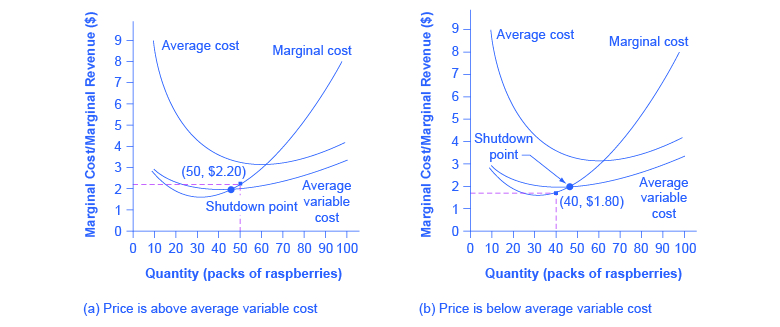 Marginal Cost/Marginal Revenue ($)
9
8
7
6
5
4
3
2
1
0
Average cost
Marginal cost
(50, $2.20)
Shutdown point
Average
variable
cost
0 10 20 30 40 50 60 70 80 90 100
Quantity (packs of raspberries)
(a) Price is above average variable cost
Marginal Cost/Marginal Revenue ($)
9
8
7
6
5
4
3
2
1
0
Average cost
Marginal cost
Shutdown
point
(40, $1.80)
Average
variable
cost
0 10 20 30 40 50 60 70 80 90 100
Quantity (packs of raspberries)
(b) Price is below average variable cost